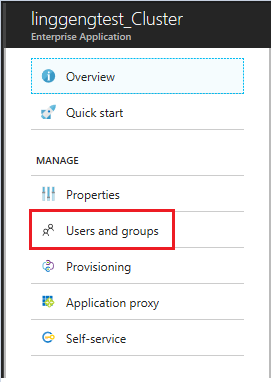 linggengtest_Cluster
Enterprise Application
Overview
Quick start
MANAGE
Properties
Users and groups
Provisioning
Application proxy
Self-service